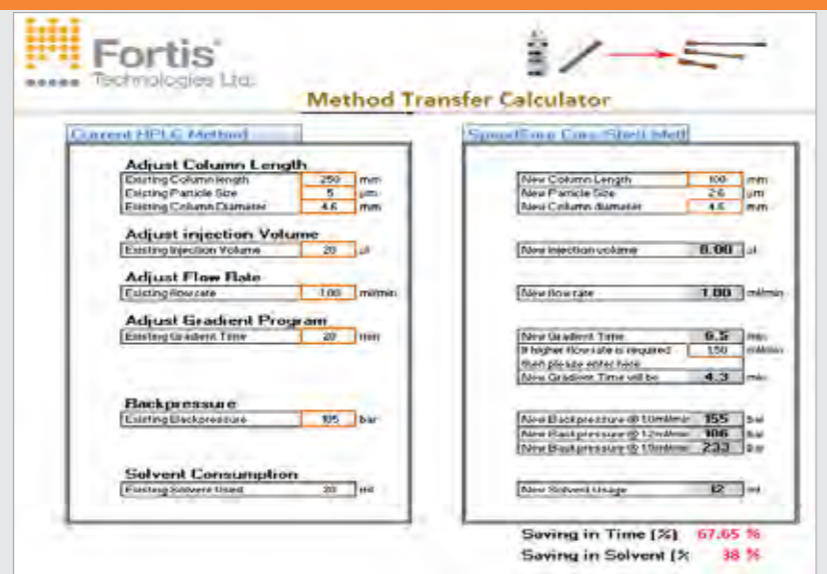 Fortis
Technologies Ltd.
Method Transfer Calculator
Current HPLC Method
Adjust Column Length
Existing Column length 250 mm
Existing Particle Size 5 µm
Existing Column Diameter 4.6 mm
Adjust injection Volume
Existing Injection Volume 20 µl
Adjust Flow Rate
Existing flow rate 1.00 ml/min
Adjust Gradient Program
Existing Gradient Time 20 min
Backpressure
Existing Backpressure bar
Solvent Consumption
Existing Solvent Used 20 ml
SpeedCore Core/Shell Meth
New Column Length 100 mm
New Particle Size 2.6 µm
New Column diameter 4.6 mm
New Injection volume 8.00 µl
New flow rate 1.00 ml/min
New Gradient Time 6.5 min
If higher flow rate is required 1.50 ml/min
then please enter here
New Gradient Time will be 4.3 min
New Backpressure @ 1.0ml/min 155 bar
New Backpressure @ 1.2ml/min 186 bar
New Backpressure @ 1.5ml/min 233 bar
New Solvent Usage 12 ml
Saving in Time (%) 67.65 %
Saving in Solvent (% 38 %